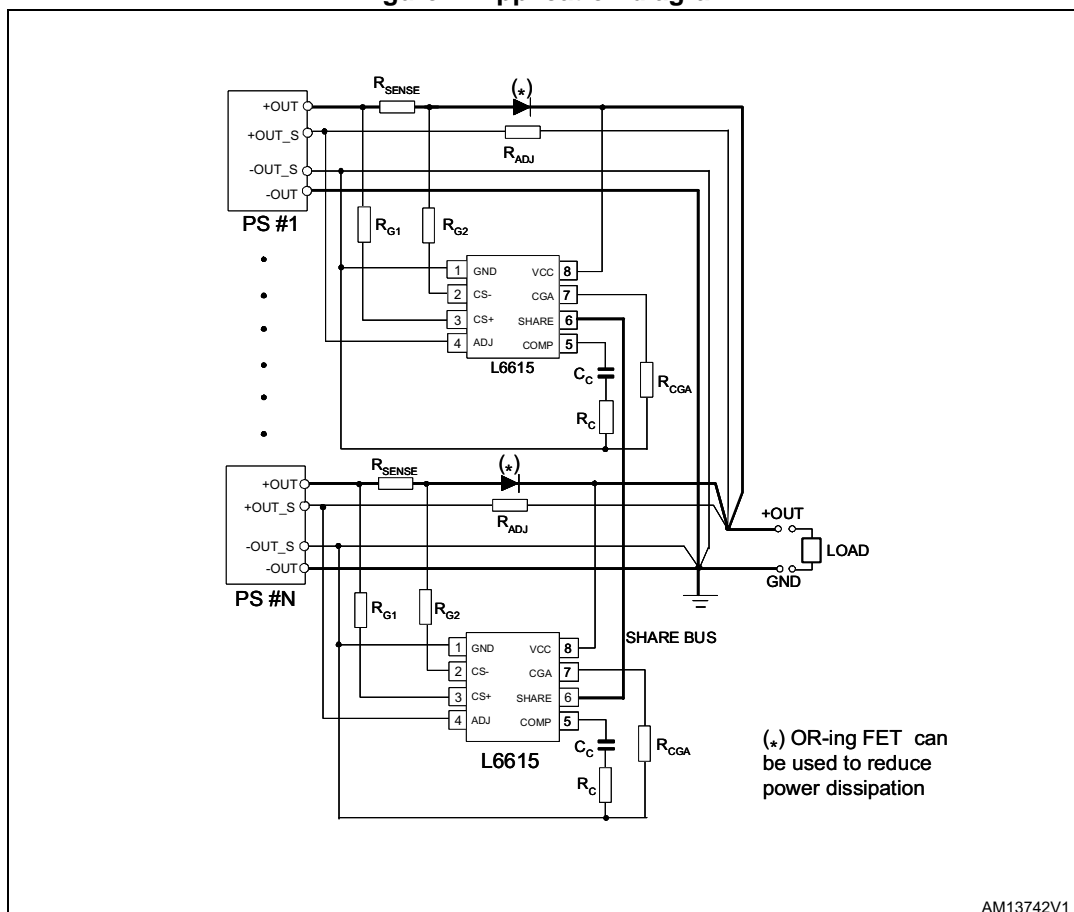 R_SENSE
(*)
+OUT
+OUT_S
R_ADJ
-OUT_S
-OUT
PS #1
R_G1
R_G2
1 GND VCC 8
2 CS- CGA 7
3 CS+ SHARE 6
4 ADJ COMP 5
L6615
C_C
R_CGA
R_C
R_SENSE
(*)
+OUT
+OUT_S
R_ADJ
-OUT_S
-OUT
+OUT
LOAD
GND
PS #N
R_G1
R_G2
SHARE BUS
1 GND VCC 8
2 CS- CGA 7
3 CS+ SHARE 6
4 ADJ COMP 5
L6615
C_C
R_CGA
R_C
(*) OR-ing FET can
be used to reduce
power dissipation
AM13742V1